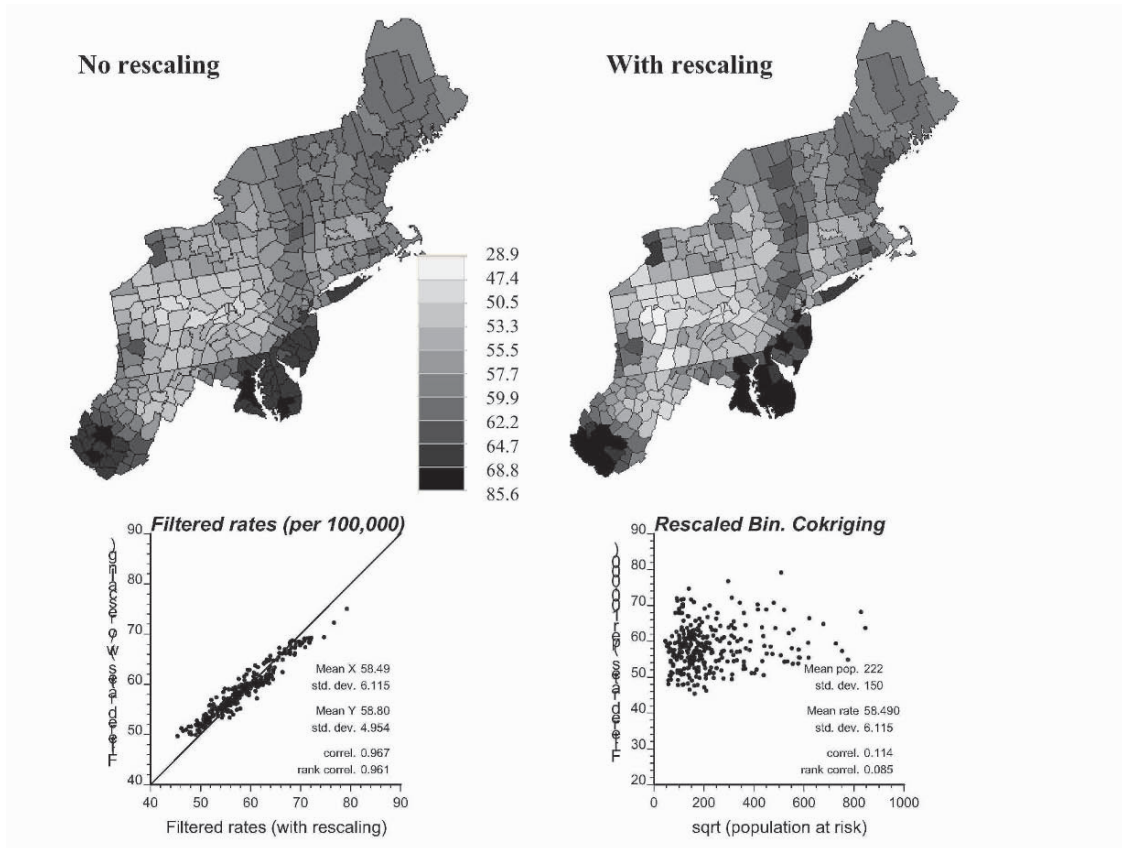 No rescaling
With rescaling
28.9
47.4
50.5
53.3
55.5
57.7
59.9
62.2
64.7
68.8
85.6
Filtered rates (per 100,000)
90
80
70
60
50
40
Mean X 58.49
std. dev. 6.115
Mean Y 58.80
std. dev. 4.954
correl. 0.967
rank correl. 0.961
40 50 60 70 80 90
Filtered rates (with rescaling)
Rescaled Bin. Cokriging
90
80
70
60
50
40
30
20
Mean pop. 222
std. dev. 150
Mean rate 58.490
std. dev. 6.115
correl. 0.114
rank correl. 0.085
0 200 400 600 800 1000
sqrt (population at risk)